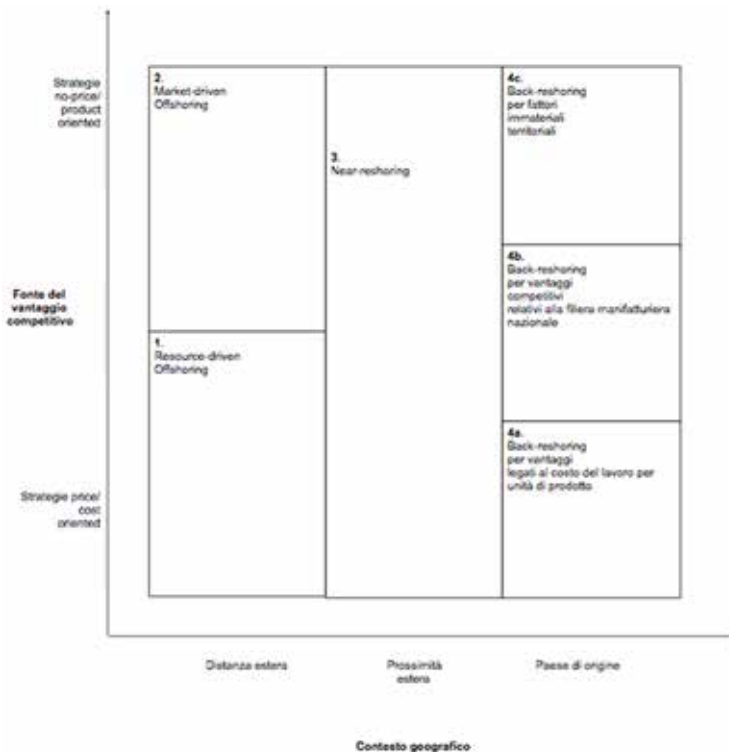 Strategie
no-price/
product
oriented
2.
Market-driven
Offshoring
3.
Near-reshoring
4c.
Back-reshoring
per fattori
immateriali
territoriali
Fonte del
vantaggio
competitivo
4b.
Back-reshoring
per vantaggi
competitivi
relativi alla filiera manifatturiera
nazionale
1.
Resource-driven
Offshoring
4a.
Back-reshoring
per vantaggi
legati al costo del lavoro per
unità di prodotto
Strategie price/
cost
oriented
Distanza estera
Prossimità
estera
Paese di origine
Contesto geografico